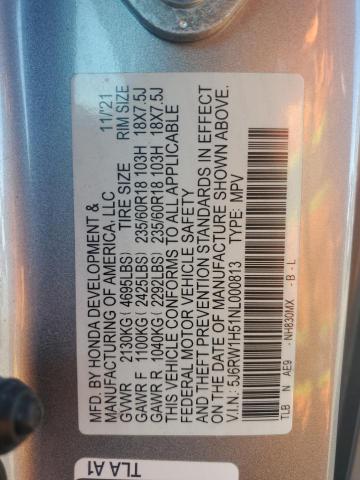 MFD. BY HONDA DEVELOPMENT &
MANUFACTURING OF AMERICA, LLC 11/21
TIRE SIZE RIM SIZE
GVWR 2130KG (4695LBS)
GAWR F 1100KG (2425LBS) 235/60R18 103H 18X7.5J
GAWR R 1040KG (2292LBS) 235/60R18 103H 18X7.5J
THIS VEHICLE CONFORMS TO ALL APPLICABLE
FEDERAL MOTOR VEHICLE SAFETY
AND THEFT PREVENTION STANDARDS IN EFFECT
ON THE DATE OF MANUFACTURE SHOWN ABOVE.
V.I.N.: 5J6RW1H51NL000813 TYPE: MPV
TLB N AE9 - NH830MX - B - L
TLA A1